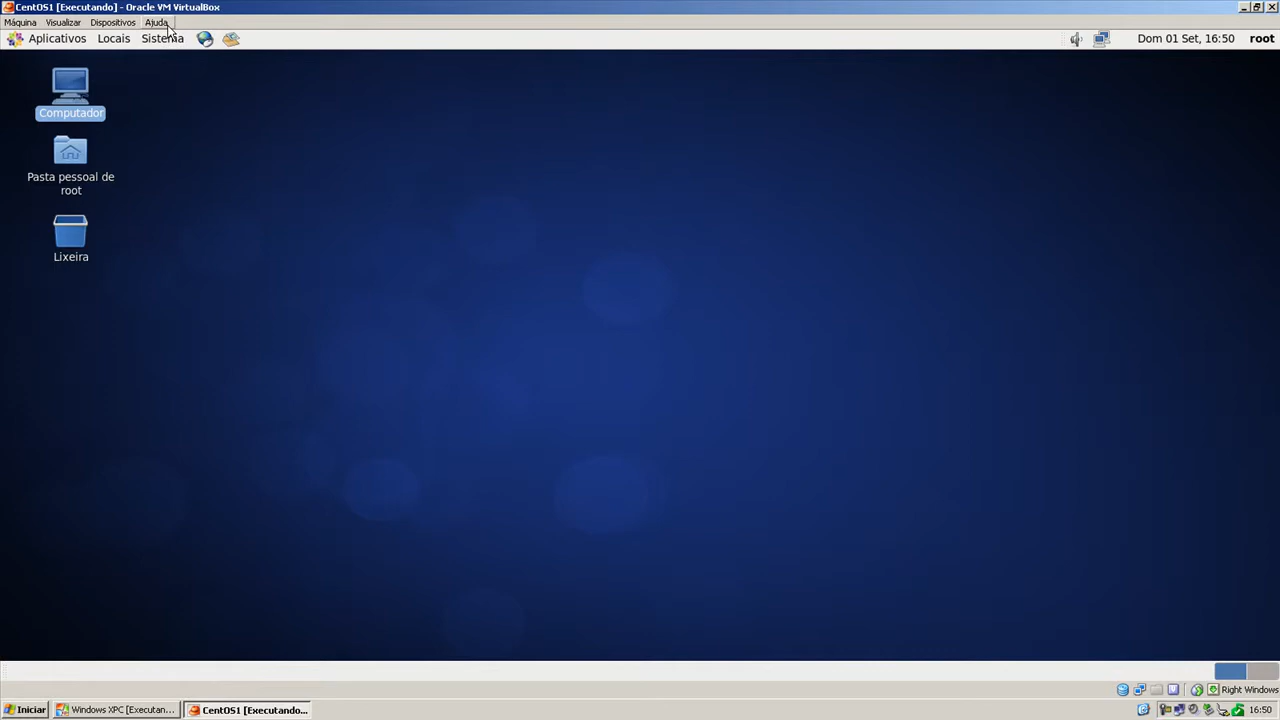 CentOS1 [Executando] - Oracle VM VirtualBox
Máquina Visualizar Dispositivos Ajuda
Aplicativos Locais Sistema Dom 01 Set, 16:50 root
Computador
Pasta pessoal de
root
Lixeira
Right Windows
Iniciar Windows XPC [Executan... CentOS1 [Executando... 16:50